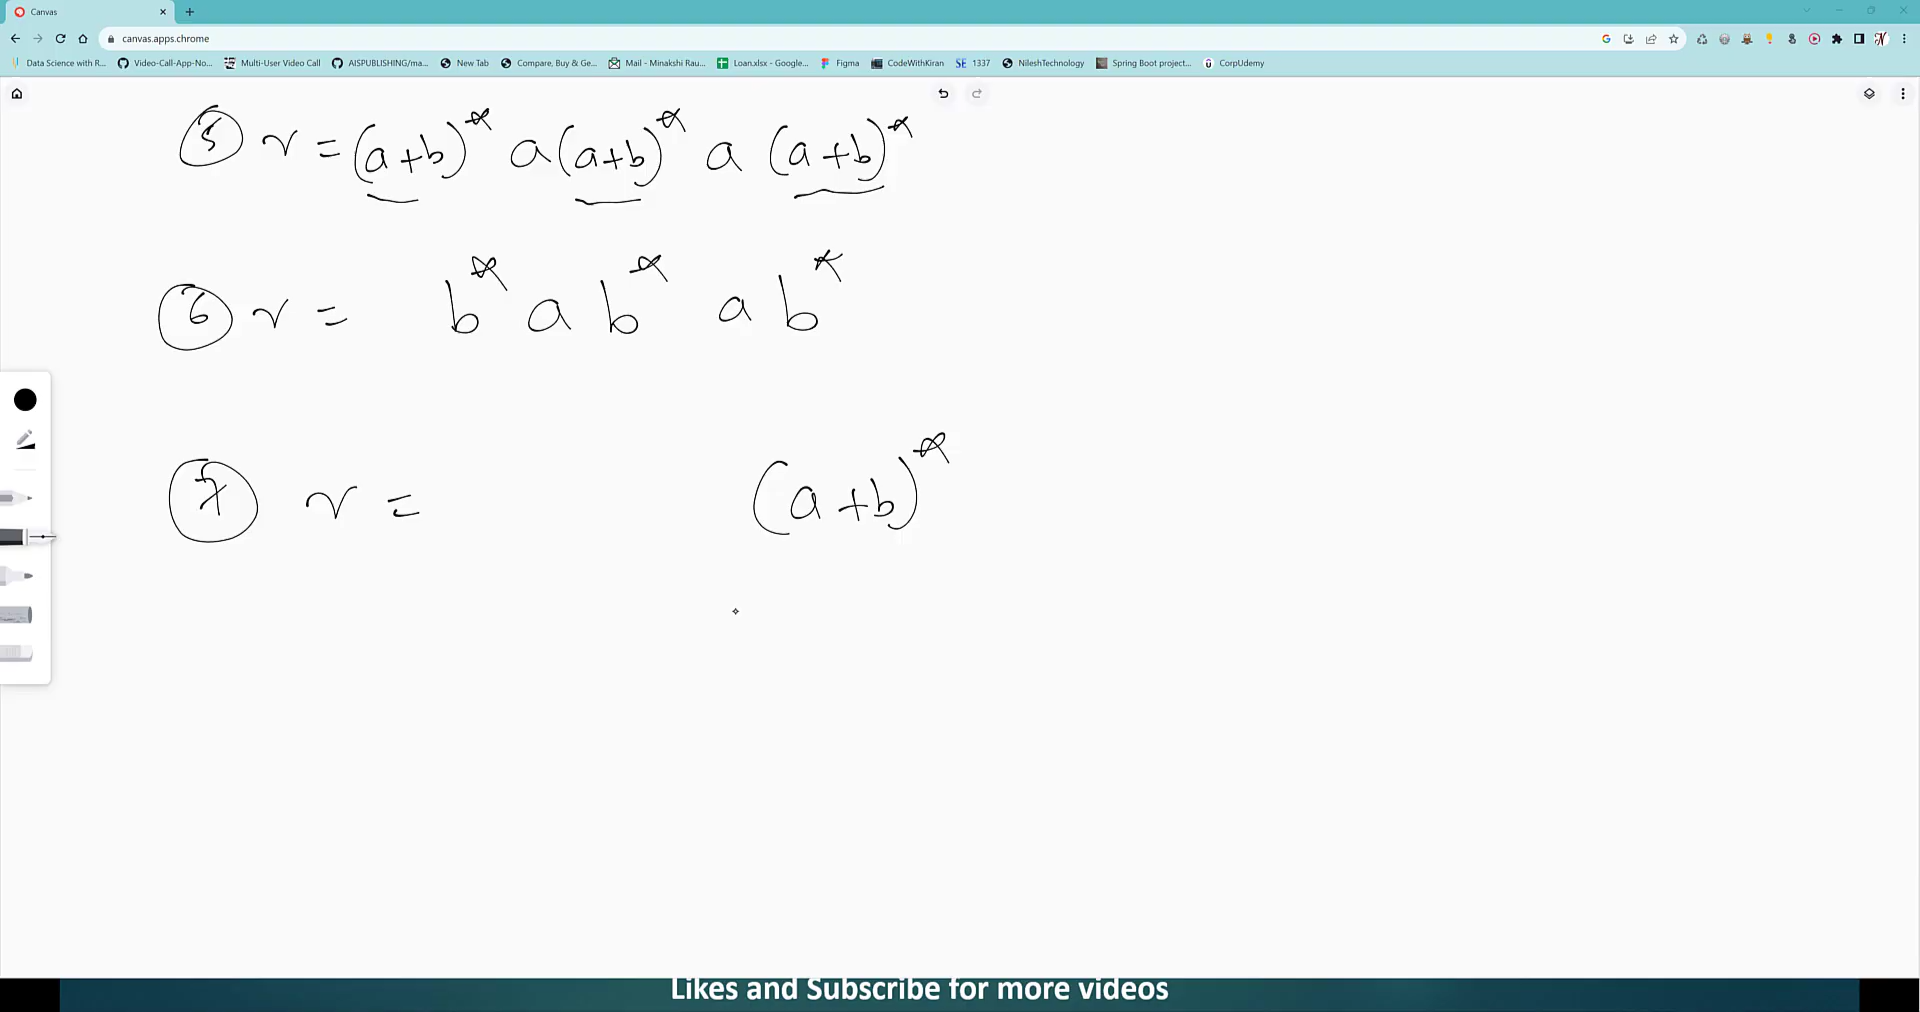 Canvas
canvas.apps.chrome
Data Science with R... Video-Call-App-No... Multi-User Video Call AISPUBLISHING/ma... New Tab Compare, Buy & Ge... Mail - Minakshi Rau... Loan.xlsx - Google... Figma CodeWithKiran SE 1337 NileshTechnology Spring Boot project... CorpUdemy
5 r = (a+b)* a (a+b)* a (a+b)*
6 r = b* a b* a b*
7 r = (a+b)*
Likes and Subscribe for more videos